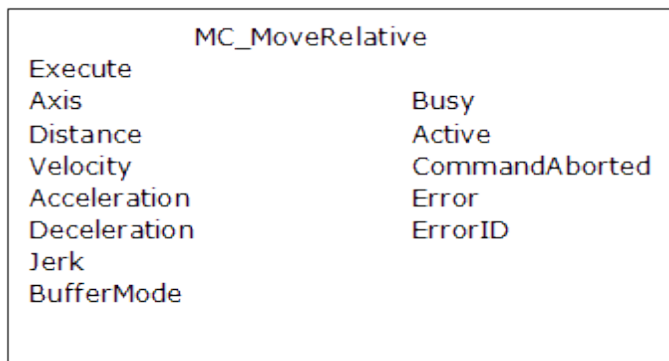 MC_MoveRelative
Execute
Axis Busy
Distance Active
Velocity CommandAborted
Acceleration Error
Deceleration ErrorID
Jerk
BufferMode